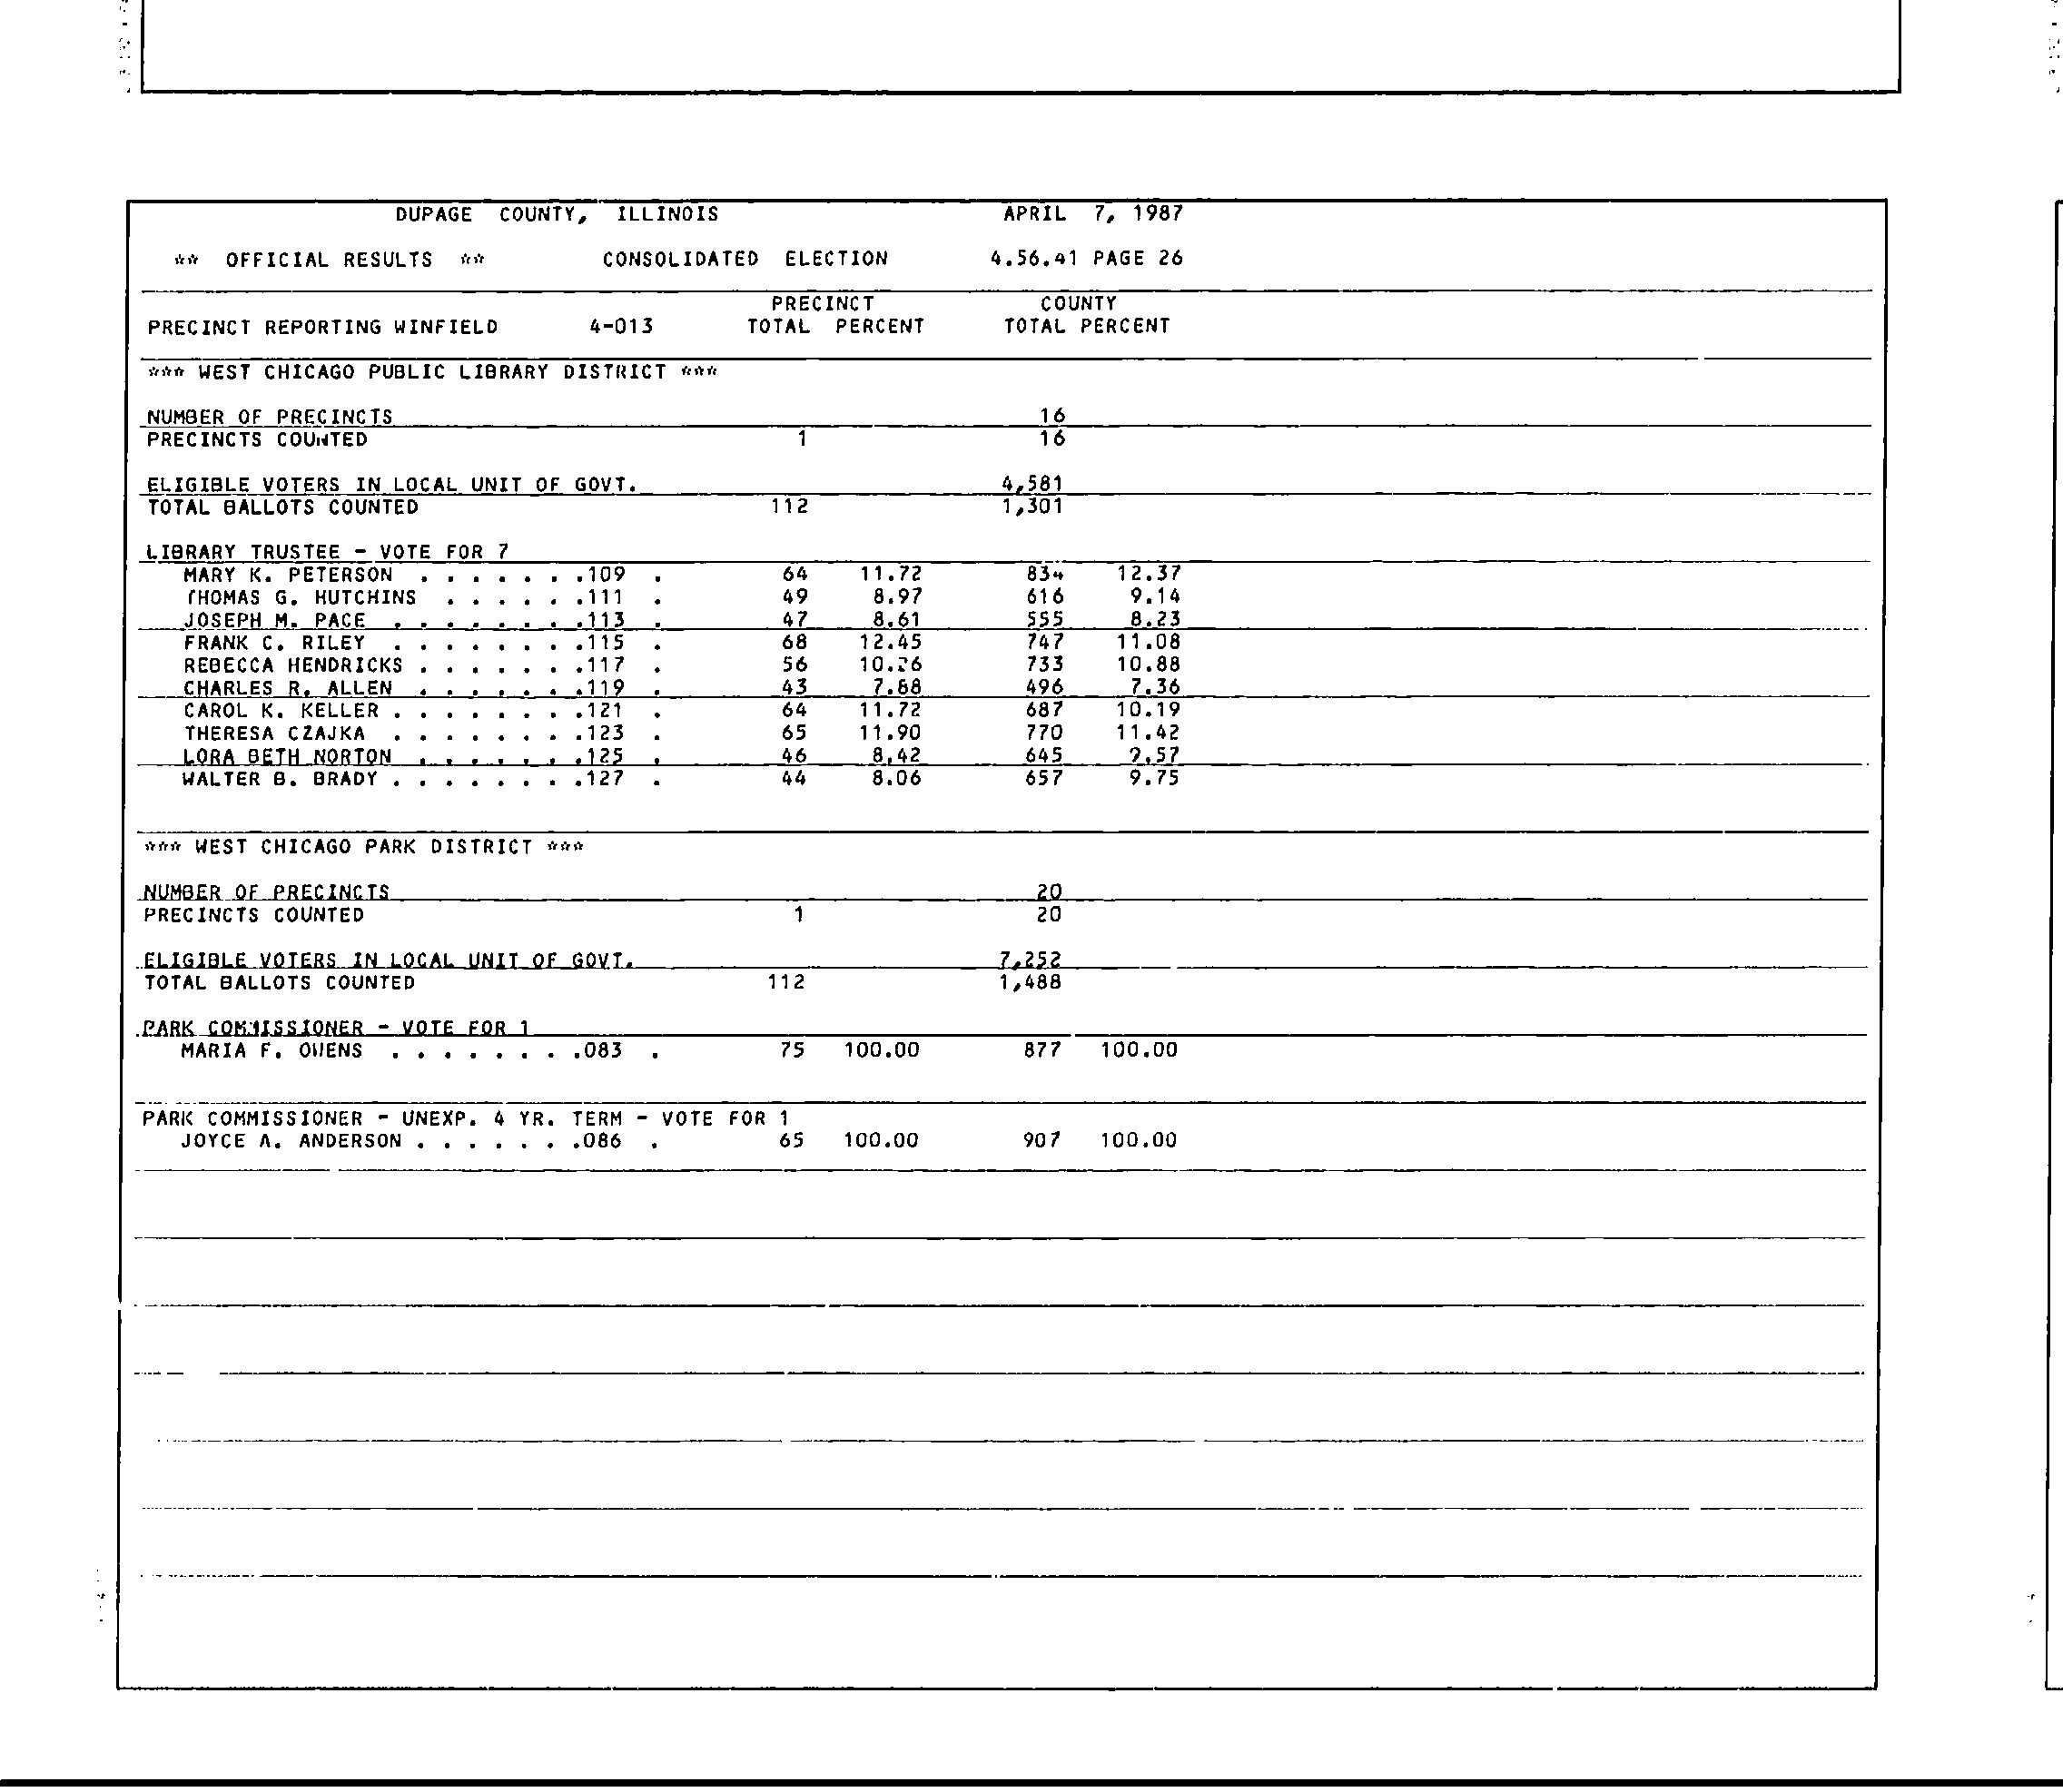 DUPAGE COUNTY, ILLINOIS APRIL 7, 1987
** OFFICIAL RESULTS ** CONSOLIDATED ELECTION 4.56.41 PAGE 26
PRECINCT COUNTY
PRECINCT REPORTING WINFIELD 4-013 TOTAL PERCENT TOTAL PERCENT
*** WEST CHICAGO PUBLIC LIBRARY DISTRICT ***
NUMBER OF PRECINCTS 16
PRECINCTS COUNTED 1 16
ELIGIBLE VOTERS IN LOCAL UNIT OF GOVT. 4,581
TOTAL BALLOTS COUNTED 112 1,301
LIBRARY TRUSTEE - VOTE FOR 7
MARY K. PETERSON . . . . . . .109 . 64 11.72 834 12.37
THOMAS G. HUTCHINS . . . . . .111 . 49 8.97 616 9.14
JOSEPH M. PACE . . . . . . . .113 . 47 8.61 555 8.23
FRANK C. RILEY . . . . . . . .115 . 68 12.45 747 11.08
REBECCA HENDRICKS . . . . . . .117 . 56 10.26 733 10.88
CHARLES R. ALLEN . . . . . . .119 . 43 7.88 496 7.36
CAROL K. KELLER . . . . . . . .121 . 64 11.72 687 10.19
THERESA CZAJKA . . . . . . . .123 . 65 11.90 770 11.42
LORA BETH NORTON . . . . . . .125 . 46 8.42 645 9.57
WALTER B. BRADY . . . . . . . .127 . 44 8.06 657 9.75
*** WEST CHICAGO PARK DISTRICT ***
NUMBER OF PRECINCTS 20
PRECINCTS COUNTED 1 20
ELIGIBLE VOTERS IN LOCAL UNIT OF GOVT. 7,252
TOTAL BALLOTS COUNTED 112 1,488
PARK COMMISSIONER - VOTE FOR 1
MARIA F. OWENS . . . . . . . .083 . 75 100.00 877 100.00
PARK COMMISSIONER - UNEXP. 4 YR. TERM - VOTE FOR 1
JOYCE A. ANDERSON . . . . . . .086 . 65 100.00 907 100.00